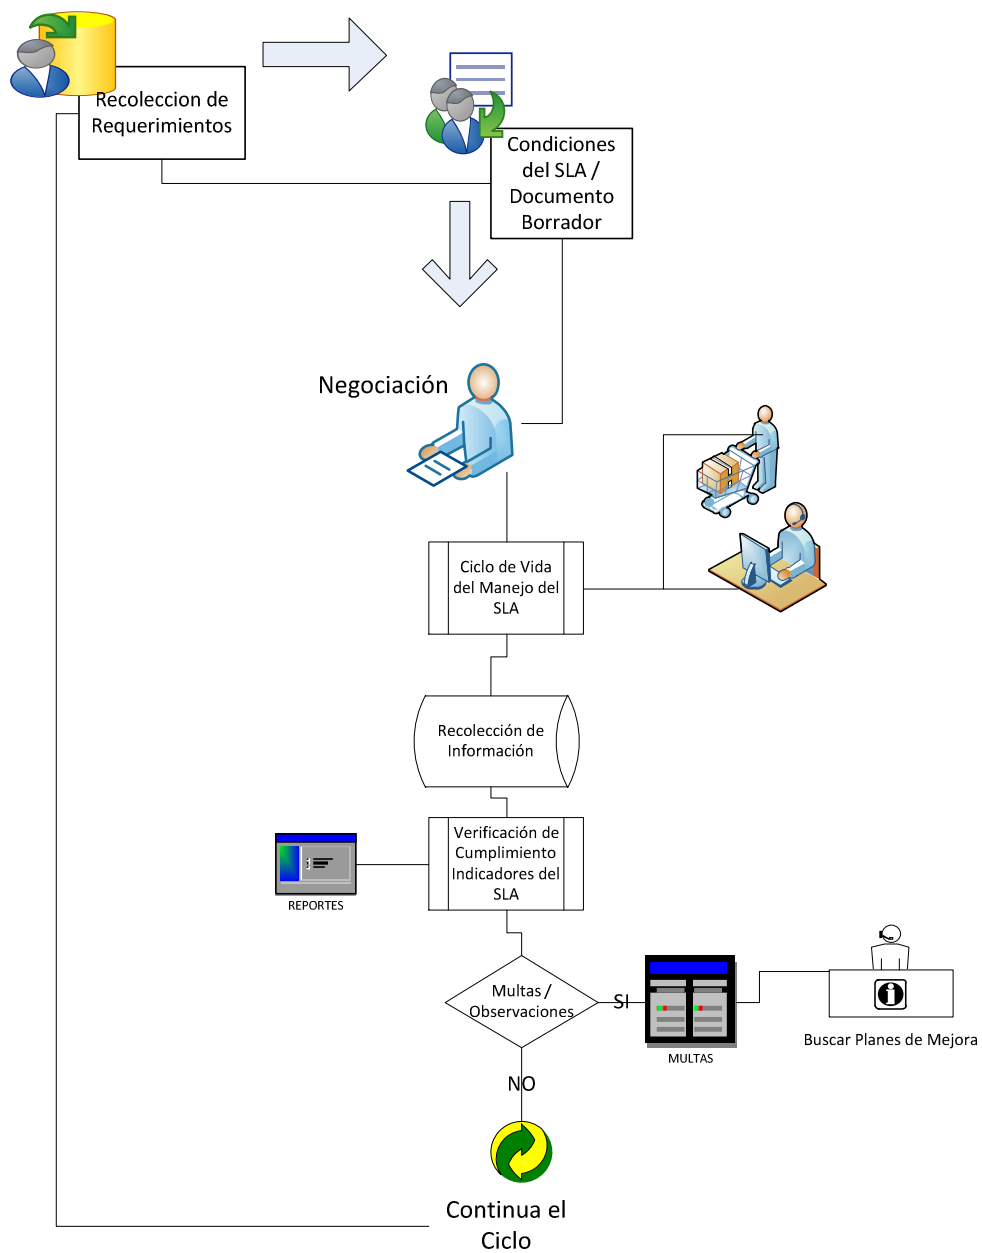 Recoleccion de
Requerimientos
Condiciones
del SLA /
Documento
Borrador
Negociación
Ciclo de Vida
del Manejo del
SLA
Recolección de
Información
Verificación de
Cumplimiento
Indicadores del
SLA
REPORTES
Multas /
Observaciones
SI
MULTAS
Buscar Planes de Mejora
NO
Continua el
Ciclo